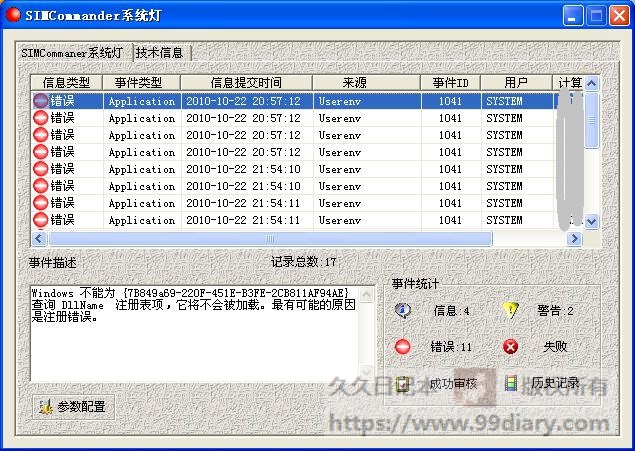 SIMCommander系统灯
SIMCommaner系统灯 技术信息
信息类型 事件类型 信息提交时间 来源 事件ID 用户 计算
错误 Application 2010-10-22 20:57:12 Userenv 1041 SYSTEM
错误 Application 2010-10-22 20:57:12 Userenv 1041 SYSTEM
错误 Application 2010-10-22 20:57:12 Userenv 1041 SYSTEM
错误 Application 2010-10-22 20:57:12 Userenv 1041 SYSTEM
错误 Application 2010-10-22 21:54:10 Userenv 1041 SYSTEM
错误 Application 2010-10-22 21:54:10 Userenv 1041 SYSTEM
错误 Application 2010-10-22 21:54:11 Userenv 1041 SYSTEM
错误 Application 2010-10-22 21:54:11 Userenv 1041 SYSTEM
事件描述 记录总数:17
Windows 不能为 {7B849a69-220F-451E-B3FE-2CB811AF94AE}
查询 DllName 注册表项，它将不会被加载。最有可能的原因
是注册错误。
事件统计
信息:4 警告:2
错误:11 失败
成功审核 历史记录
参数配置
久久日记本 版权所有
https://www.99diary.com